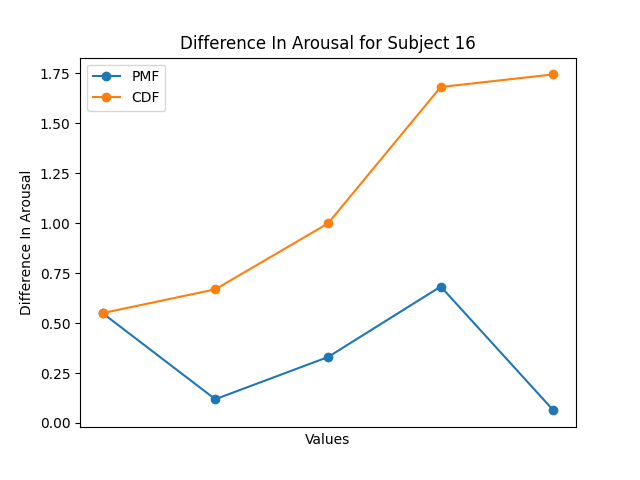 Difference In Arousal for Subject 16
PMF
CDF
1.75
1.50
1.25
1.00
0.75
0.50
0.25
0.00
Difference In Arousal
Values